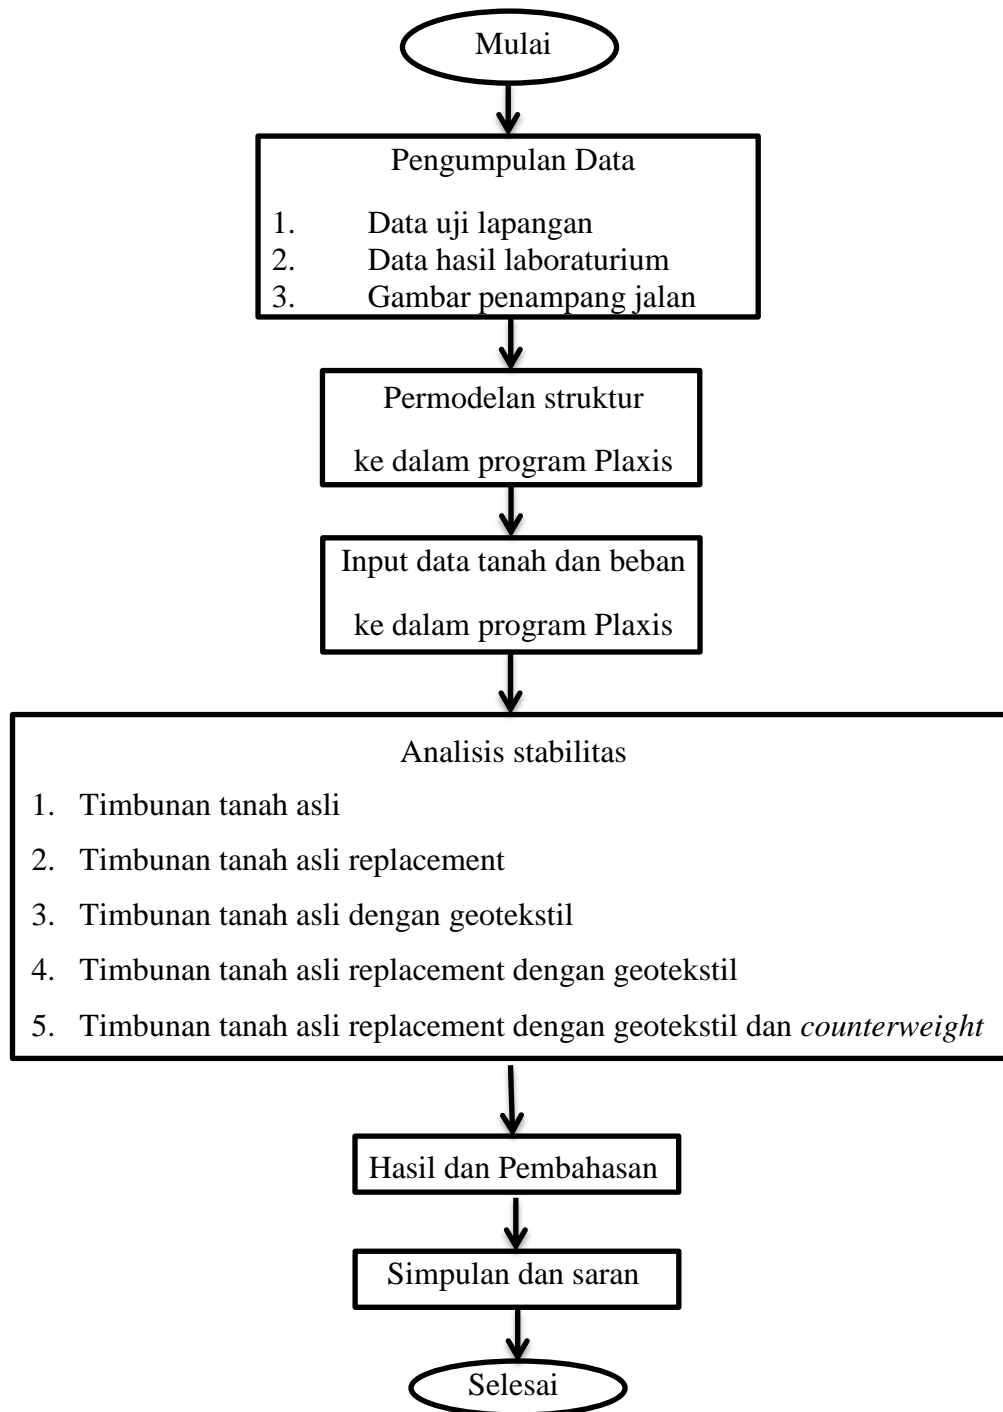 Mulai
Pengumpulan Data
1. Data uji lapangan
2. Data hasil laboraturium
3. Gambar penampang jalan
Permodelan struktur
ke dalam program Plaxis
Input data tanah dan beban
ke dalam program Plaxis
Analisis stabilitas
1. Timbunan tanah asli
2. Timbunan tanah asli replacement
3. Timbunan tanah asli dengan geotekstil
4. Timbunan tanah asli replacement dengan geotekstil
5. Timbunan tanah asli replacement dengan geotekstil dan counterweight
Hasil dan Pembahasan
Simpulan dan saran
Selesai